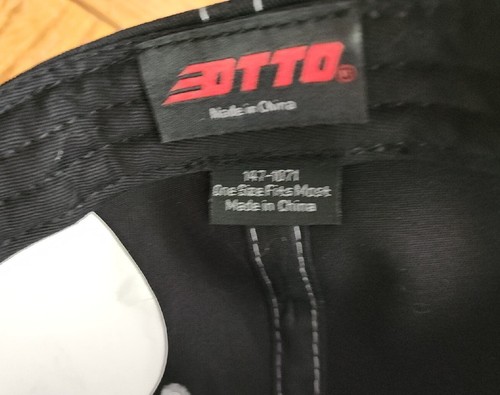 OTTO®
Made in China
147-1071
One Size Fits Most
Made in China